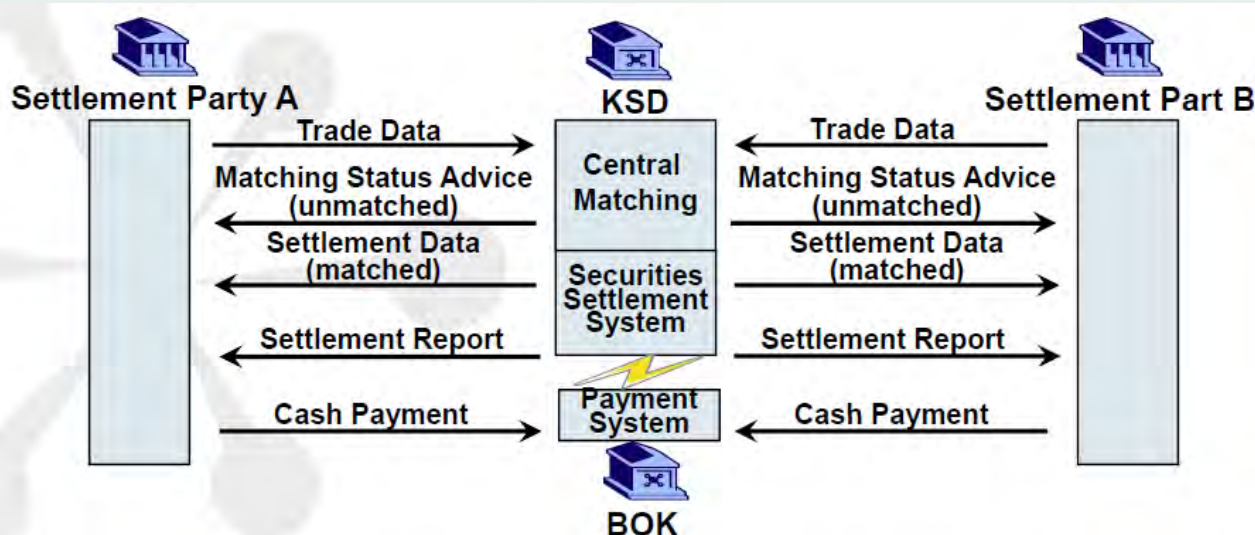 Settlement Party A
KSD
Settlement Part B
Trade Data
Trade Data
Central
Matching
Matching Status Advice
(unmatched)
Matching Status Advice
(unmatched)
Settlement Data
(matched)
Settlement Data
(matched)
Securities
Settlement
System
Settlement Report
Settlement Report
Payment
System
Cash Payment
Cash Payment
BOK